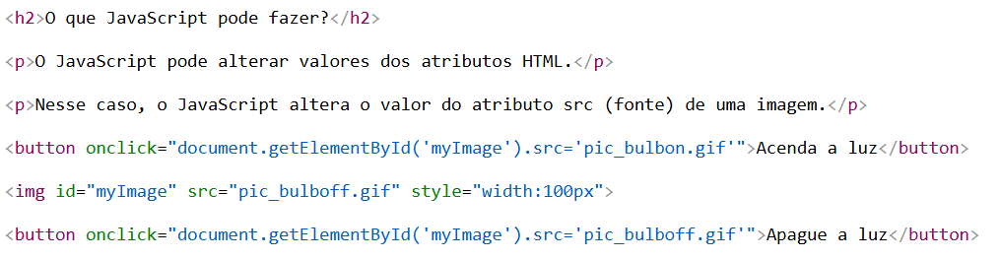 <h2>O que JavaScript pode fazer?</h2>
<p>O JavaScript pode alterar valores dos atributos HTML.</p>
<p>Nesse caso, o JavaScript altera o valor do atributo src (fonte) de uma imagem.</p>
<button onclick="document.getElementById('myImage').src='pic_bulbon.gif'">Acenda a luz</button>
<img id="myImage" src="pic_bulboff.gif" style="width:100px">
<button onclick="document.getElementById('myImage').src='pic_bulboff.gif'">Apague a luz</button>